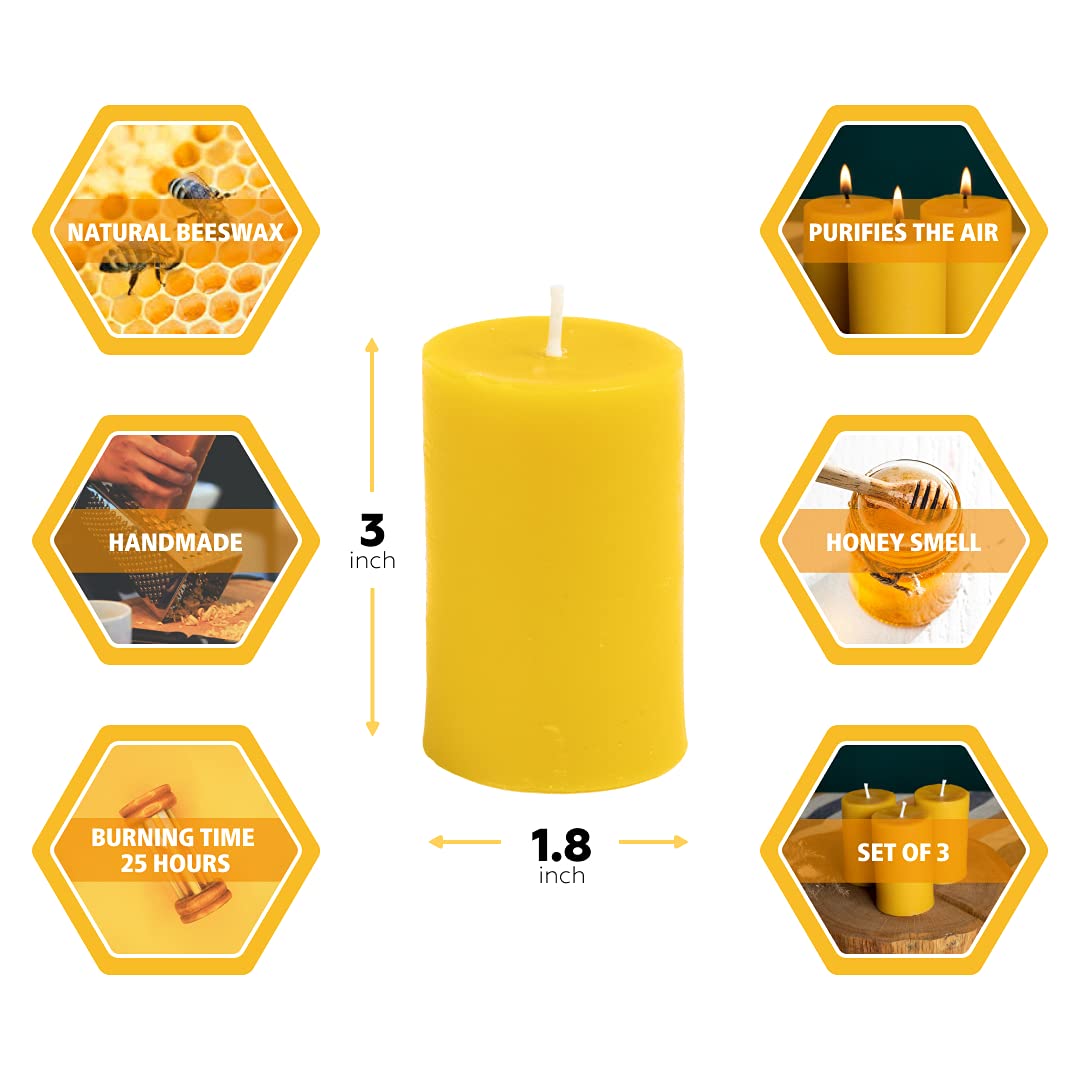 NATURAL BEESWAX
PURIFIES THE AIR
3
inch
HANDMADE
HONEY SMELL
BURNING TIME
25 HOURS
1.8
inch
SET OF 3